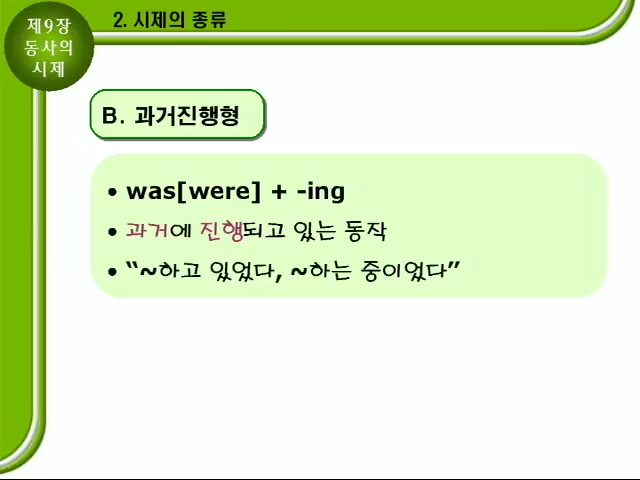 제9장
동사의
시제
2. 시제의 종류
B. 과거진행형
• was[were] + -ing
• 과거에 진행되고 있는 동작
• “~하고 있었다, ~하는 중이었다”